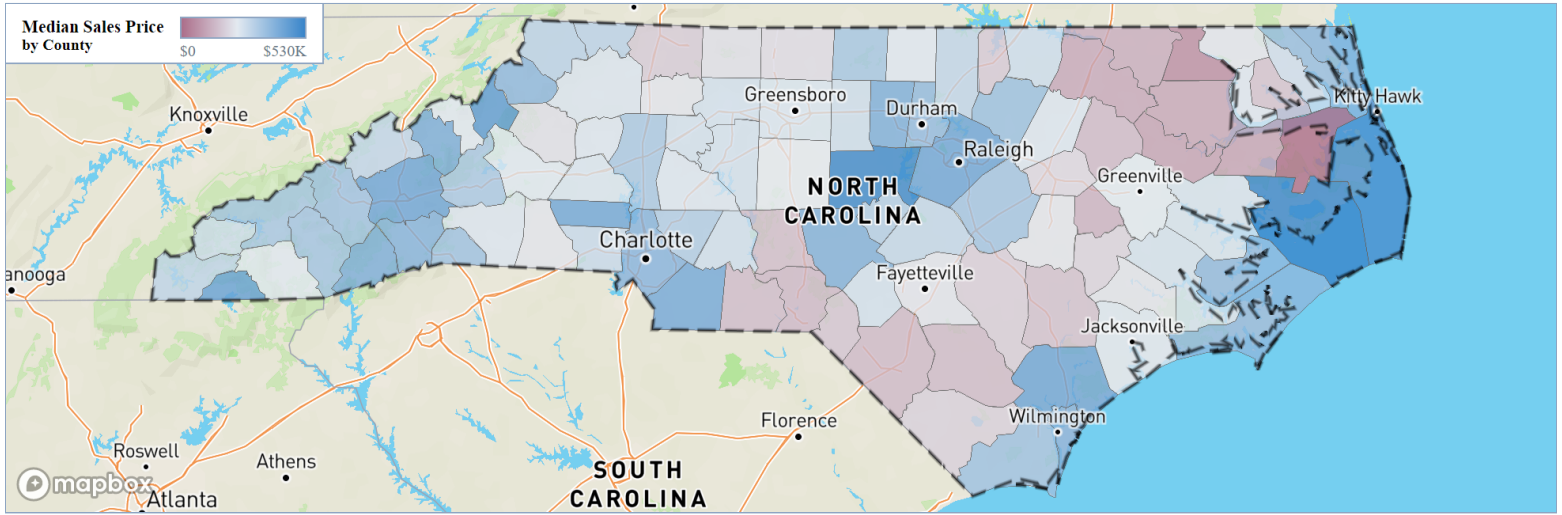 Median Sales Price
by County
$0 $530K
Knoxville
Greensboro
Durham
Kitty Hawk
Raleigh
Greenville
NORTH
CAROLINA
Charlotte
anooga
Fayetteville
Jacksonville
Wilmington
Florence
Roswell
Athens
SOUTH
CAROLINA
mapbox
Atlanta